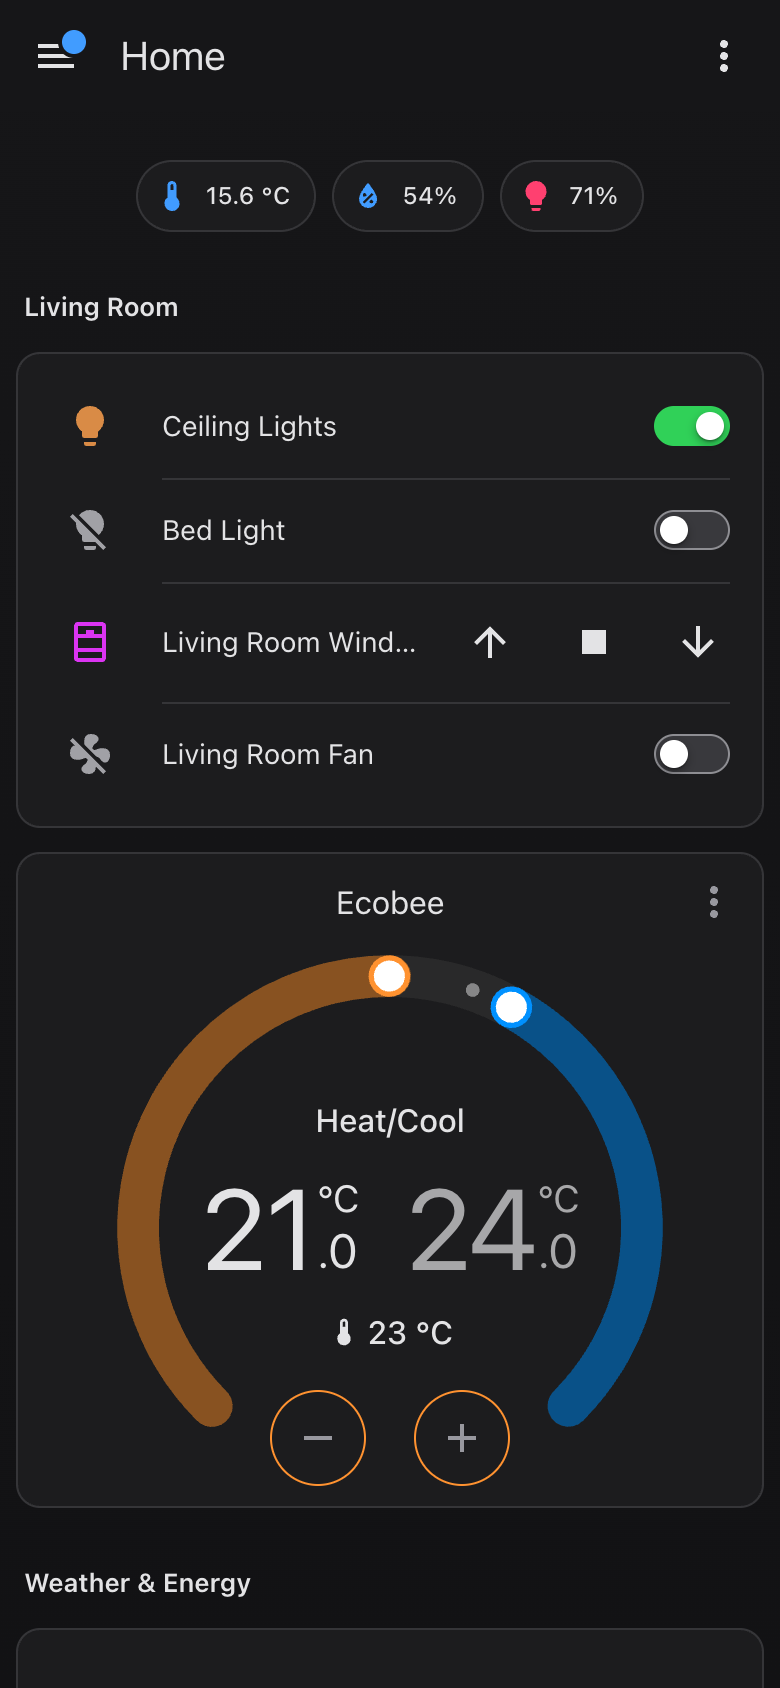 Home
15.6 °C
54%
71%
Living Room
Ceiling Lights
Bed Light
Living Room Wind...
Living Room Fan
Ecobee
Heat/Cool
21.0 °C 24.0 °C
23 °C
Weather & Energy